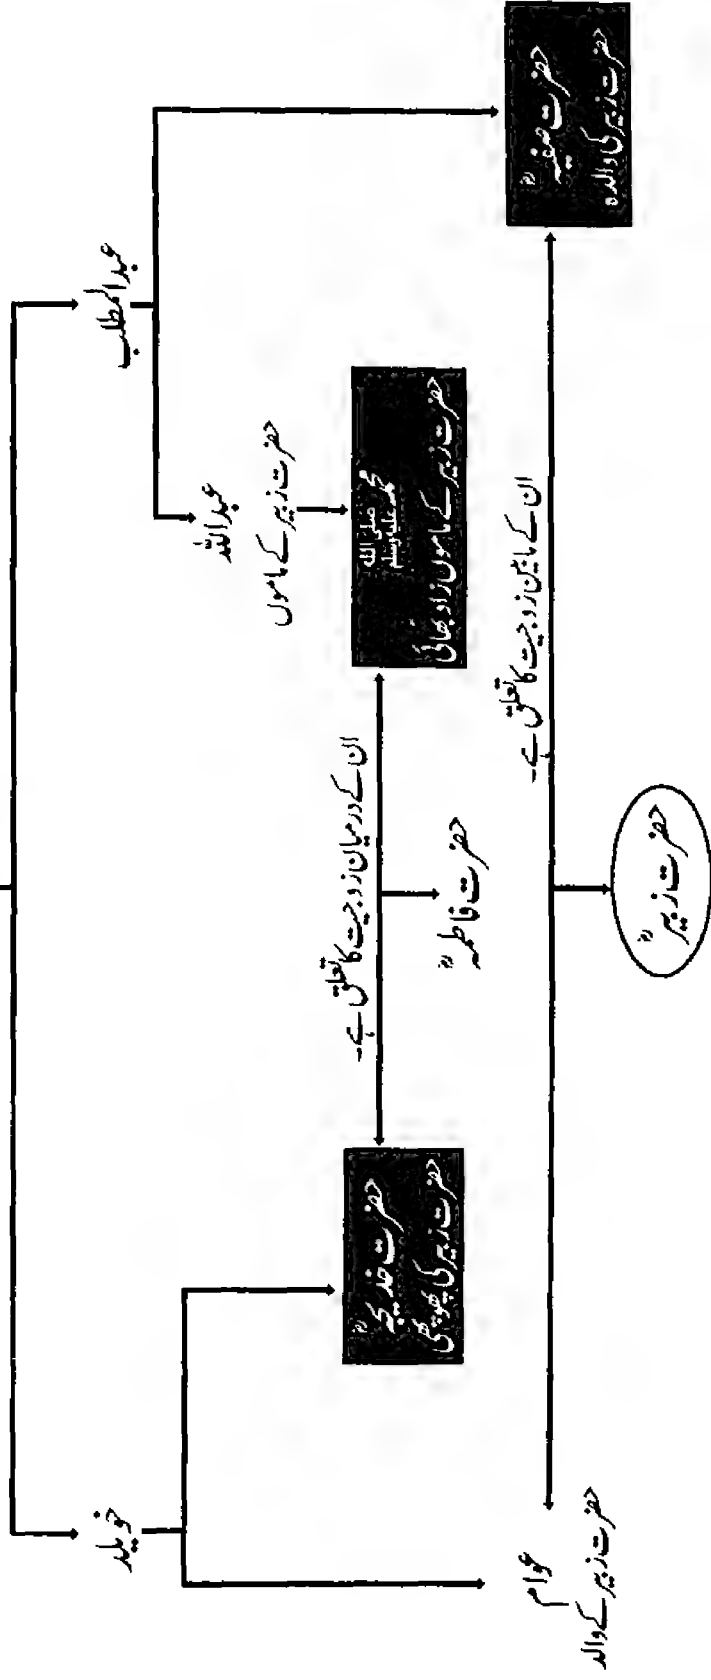 عبدالمطلب
خویلد
عبداللہ
حضرت زبیر کے ماموں
محمد صلی اللہ علیہ وسلم
حضرت زبیر کے ماموں زاد بھائی
ان کے درمیان زوجیت کا تعلق ہے۔
حضرت خدیجہؓ
حضرت زبیر کی پھوپھی
حضرت فاطمہؓ
حضرت صفیہؓ
حضرت زبیر کی والدہ
ان کے مابین زوجیت کا تعلق ہے۔
عوام
حضرت زبیر کے والد
حضرت زبیرؓ